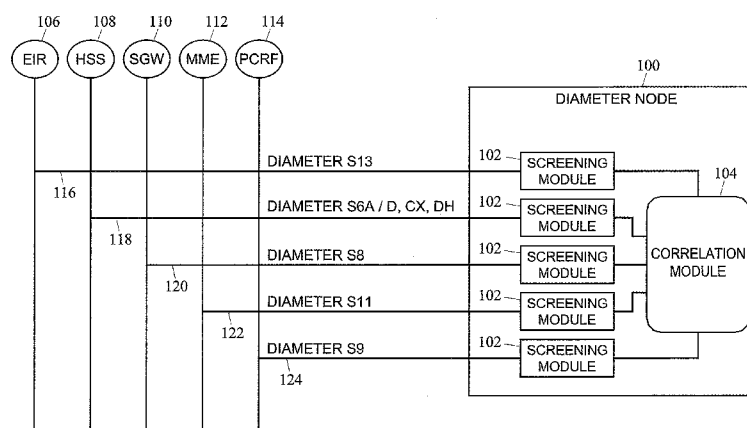 106
108
110
112
114
EIR
HSS
SGW
MME
PCRF
100
DIAMETER NODE
DIAMETER S13
102
SCREENING
MODULE
116
104
DIAMETER S6A / D, CX, DH
102
SCREENING
MODULE
118
CORRELATION
MODULE
DIAMETER S8
102
SCREENING
MODULE
120
DIAMETER S11
102
SCREENING
MODULE
122
DIAMETER S9
102
SCREENING
MODULE
124